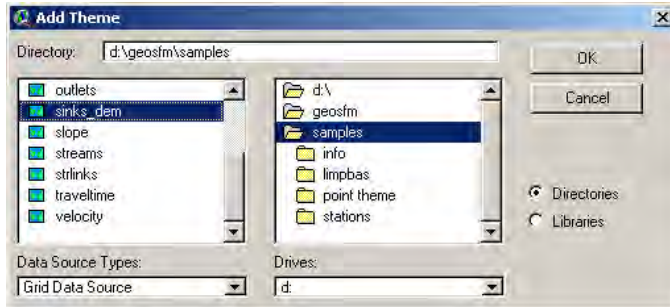 Add Theme
Directory: d:\geosfm\samples
OK
Cancel
outlets
sinks_dem
slope
streams
strlinks
traveltime
velocity
d:\
geosfm
samples
info
limpbas
point theme
stations
Directories
Libraries
Data Source Types:
Grid Data Source
Drives:
d: